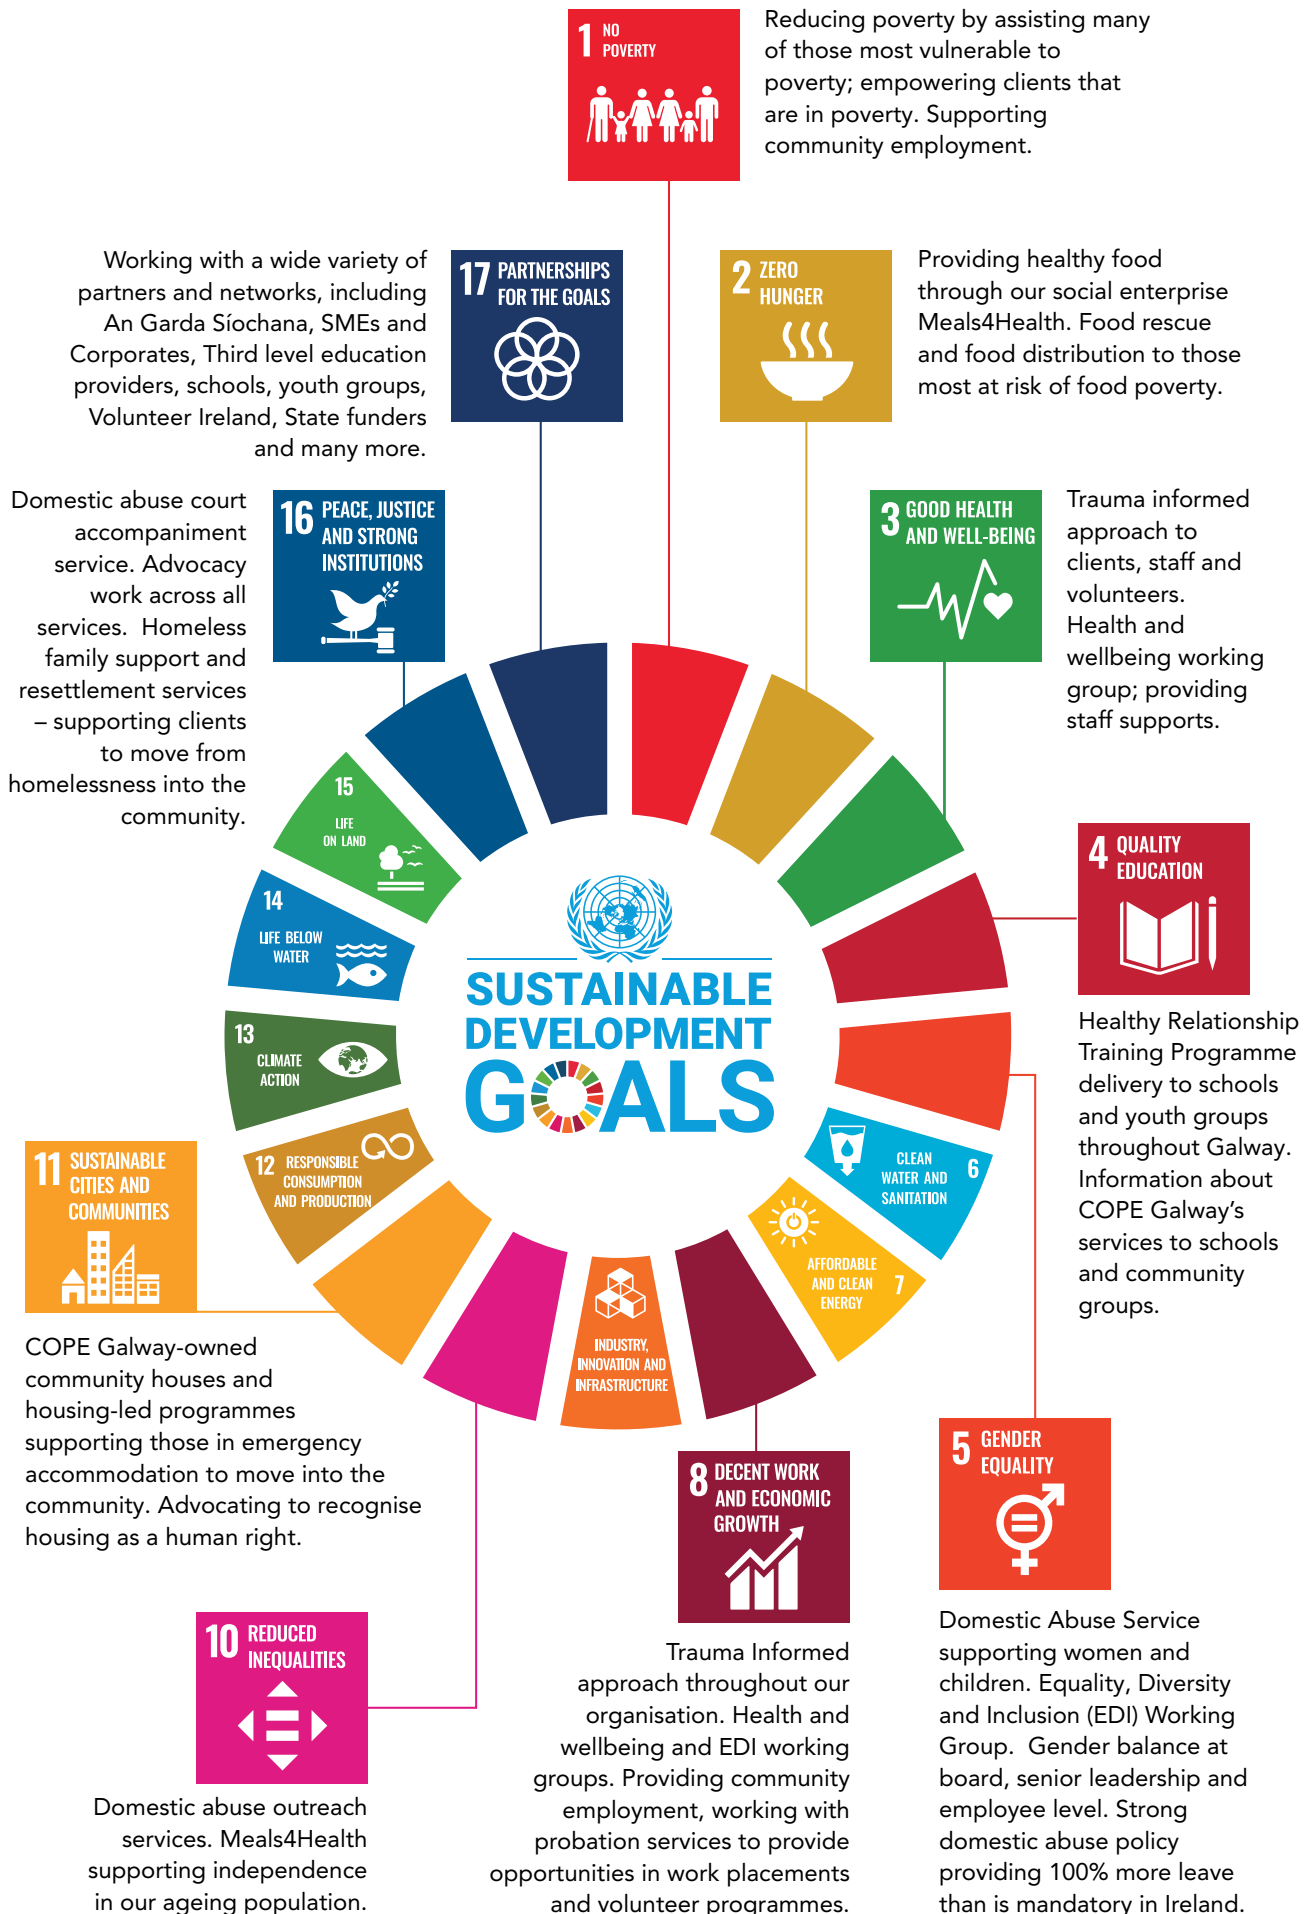 1 NO
POVERTY
Reducing poverty by assisting many
of those most vulnerable to
poverty; empowering clients that
are in poverty. Supporting
community employment.
Working with a wide variety of
partners and networks, including
An Garda Síochana, SMEs and
Corporates, Third level education
providers, schools, youth groups,
Volunteer Ireland, State funders
and many more.
17 PARTNERSHIPS
FOR THE GOALS
2 ZERO
HUNGER
Providing healthy food
through our social enterprise
Meals4Health. Food rescue
and food distribution to those
most at risk of food poverty.
Domestic abuse court
accompaniment
service. Advocacy
work across all
services. Homeless
family support and
resettlement services
– supporting clients
to move from
homelessness into the
community.
16 PEACE, JUSTICE
AND STRONG
INSTITUTIONS
3 GOOD HEALTH
AND WELL-BEING
Trauma informed
approach to
clients, staff and
volunteers.
Health and
wellbeing working
group; providing
staff supports.
15
LIFE
ON LAND
14
LIFE BELOW
WATER
13
CLIMATE
ACTION
12 RESPONSIBLE
CONSUMPTION
AND PRODUCTION
SUSTAINABLE
DEVELOPMENT
GOALS
4 QUALITY
EDUCATION
Healthy Relationship
Training Programme
delivery to schools
and youth groups
throughout Galway.
Information about
COPE Galway's
services to schools
and community
groups.
CLEAN
WATER AND
SANITATION
6
AFFORDABLE
AND CLEAN
ENERGY
7
INDUSTRY,
INNOVATION AND
INFRASTRUCTURE
11 SUSTAINABLE
CITIES AND
COMMUNITIES
COPE Galway-owned
community houses and
housing-led programmes
supporting those in emergency
accommodation to move into the
community. Advocating to recognise
housing as a human right.
10 REDUCED
INEQUALITIES
Domestic abuse outreach
services. Meals4Health
supporting independence
in our ageing population.
8 DECENT WORK
AND ECONOMIC
GROWTH
Trauma Informed
approach throughout our
organisation. Health and
wellbeing and EDI working
groups. Providing community
employment, working with
probation services to provide
opportunities in work placements
and volunteer programmes.
5 GENDER
EQUALITY
Domestic Abuse Service
supporting women and
children. Equality, Diversity
and Inclusion (EDI) Working
Group. Gender balance at
board, senior leadership and
employee level. Strong
domestic abuse policy
providing 100% more leave
than is mandatory in Ireland.